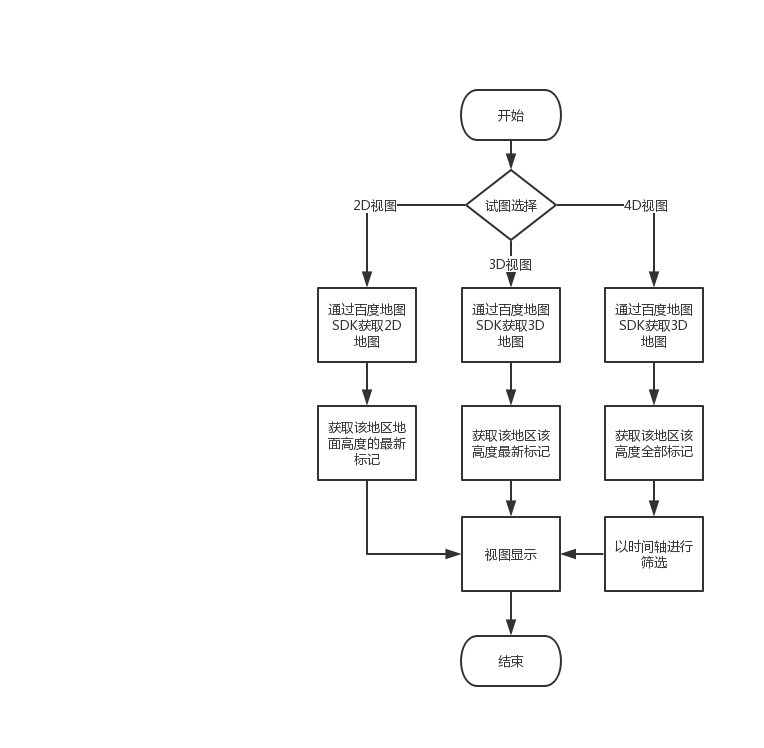 开始
试图选择
2D视图
3D视图
4D视图
通过百度地图
SDK获取2D
地图
通过百度地图
SDK获取3D
地图
通过百度地图
SDK获取3D
地图
获取该地区地
面高度的最新
标记
获取该地区该
高度最新标记
获取该地区该
高度全部标记
视图显示
以时间轴进行
筛选
结束